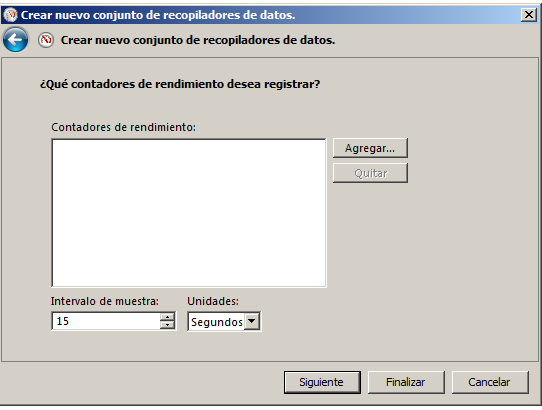 Crear nuevo conjunto de recopiladores de datos.
Crear nuevo conjunto de recopiladores de datos.
¿Qué contadores de rendimiento desea registrar?
Contadores de rendimiento:
Agregar...
Quitar
Intervalo de muestra: Unidades:
15 Segundos
Siguiente Finalizar Cancelar